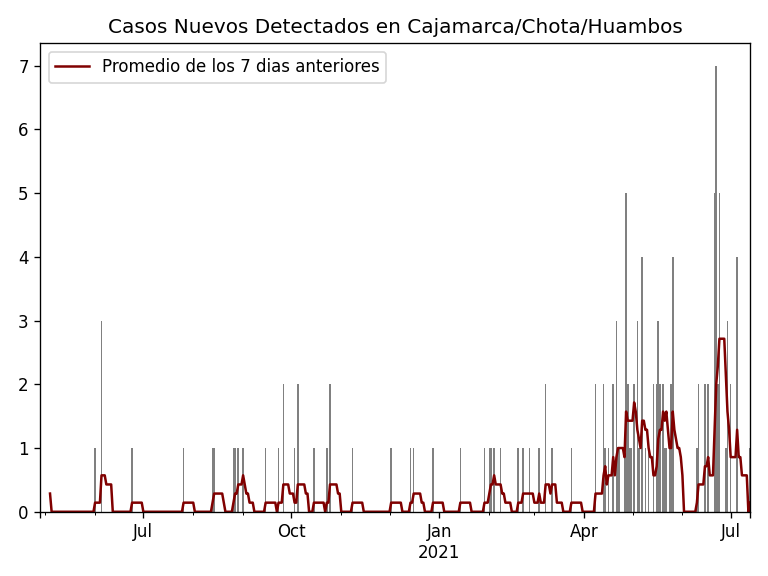 Casos Nuevos Detectados en Cajamarca/Chota/Huambos
Promedio de los 7 dias anteriores
7
6
5
4
3
2
1
0
Jul
Oct
Jan
2021
Apr
Jul